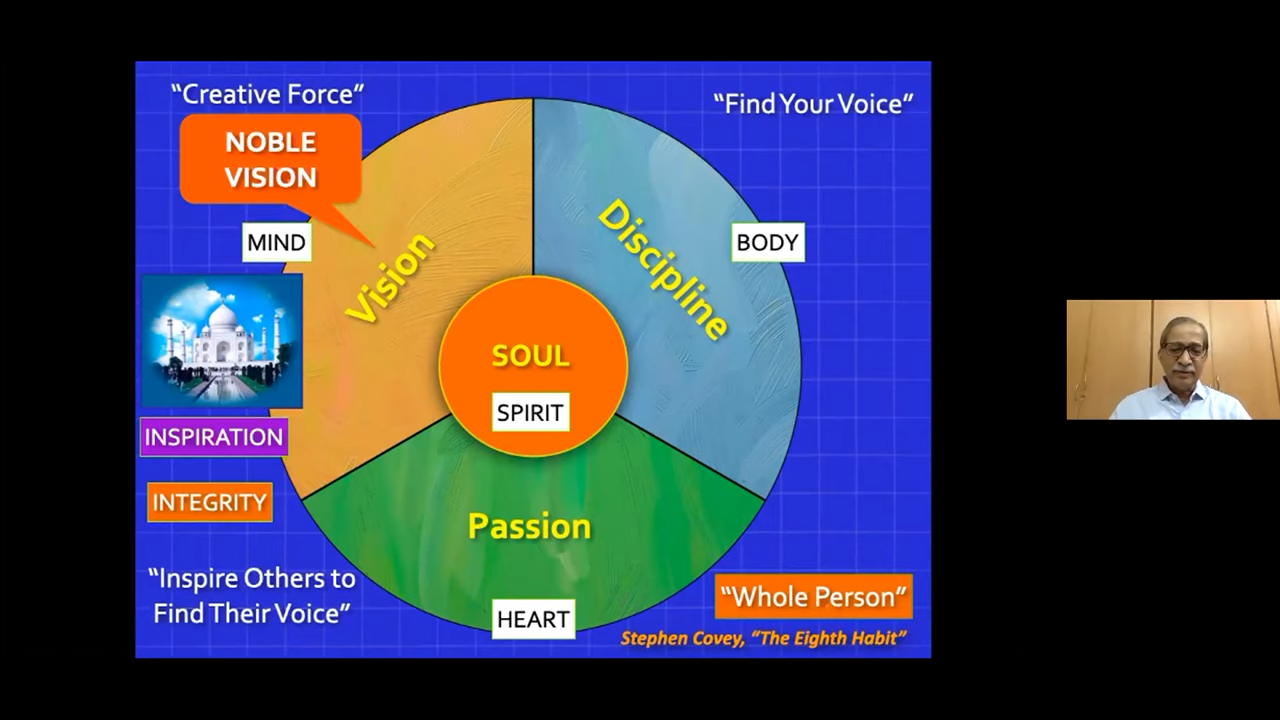 “Creative Force”
“Find Your Voice”
NOBLE
VISION
MIND
BODY
Vision
Discipline
SOUL
SPIRIT
INSPIRATION
INTEGRITY
Passion
“Inspire Others to
Find Their Voice”
HEART
“Whole Person”
Stephen Covey, “The Eighth Habit”